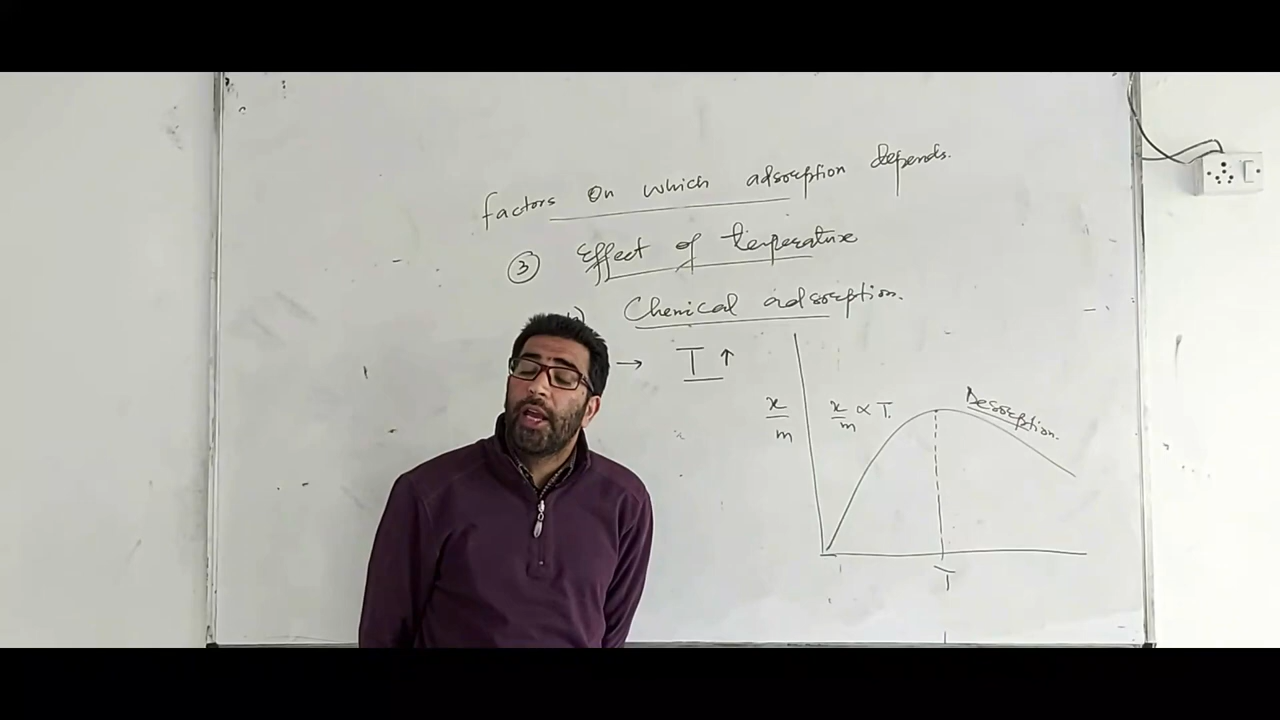 factors on which adsorption depends.
③ Effect of temperature
b) Chemical adsorption.
→ T ↑
x/m
x/m ∝ T
Desorption.
T